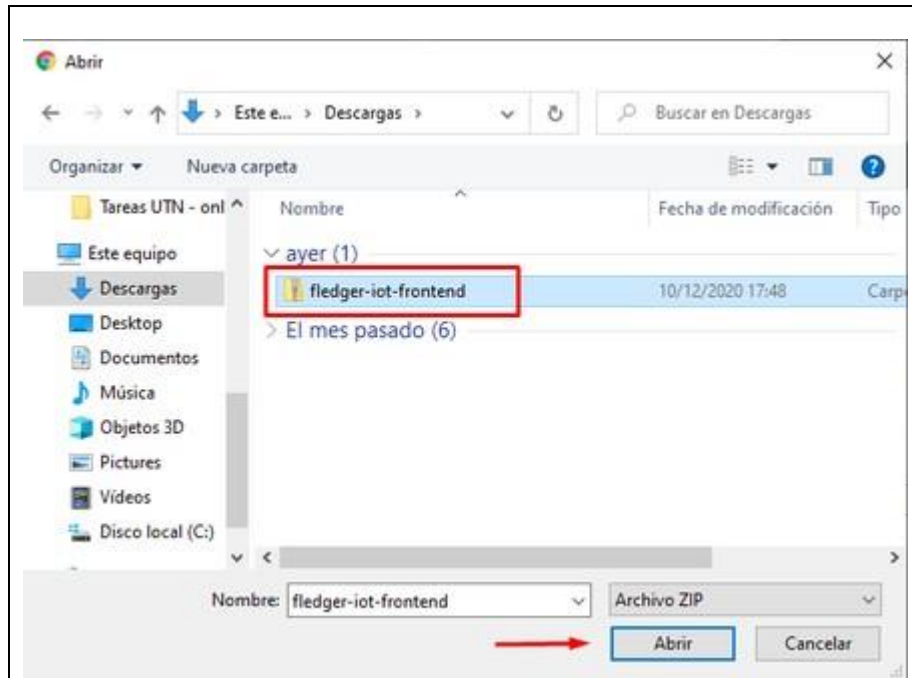 Abrir
Este e... > Descargas >
Buscar en Descargas
Organizar
Nueva carpeta
Tareas UTN - onl
Nombre
Fecha de modificación
Tipo
Este equipo
ayer (1)
Descargas
fledger-iot-frontend
10/12/2020 17:48
Carp
Desktop
El mes pasado (6)
Documentos
Música
Objetos 3D
Pictures
Vídeos
Disco local (C:)
Nombre: fledger-iot-frontend
Archivo ZIP
Abrir
Cancelar